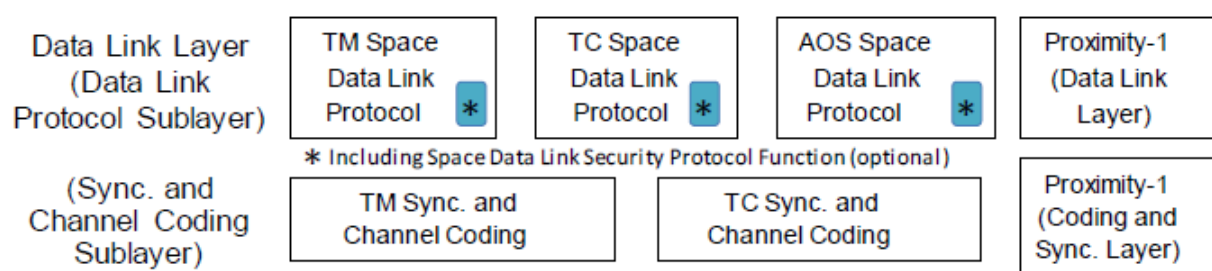 Data Link Layer
(Data Link
Protocol Sublayer)
TM Space
Data Link
Protocol *
TC Space
Data Link
Protocol *
AOS Space
Data Link
Protocol *
Proximity-1
(Data Link
Layer)
* Including Space Data Link Security Protocol Function (optional)
(Sync. and
Channel Coding
Sublayer)
TM Sync. and
Channel Coding
TC Sync. and
Channel Coding
Proximity-1
(Coding and
Sync. Layer)